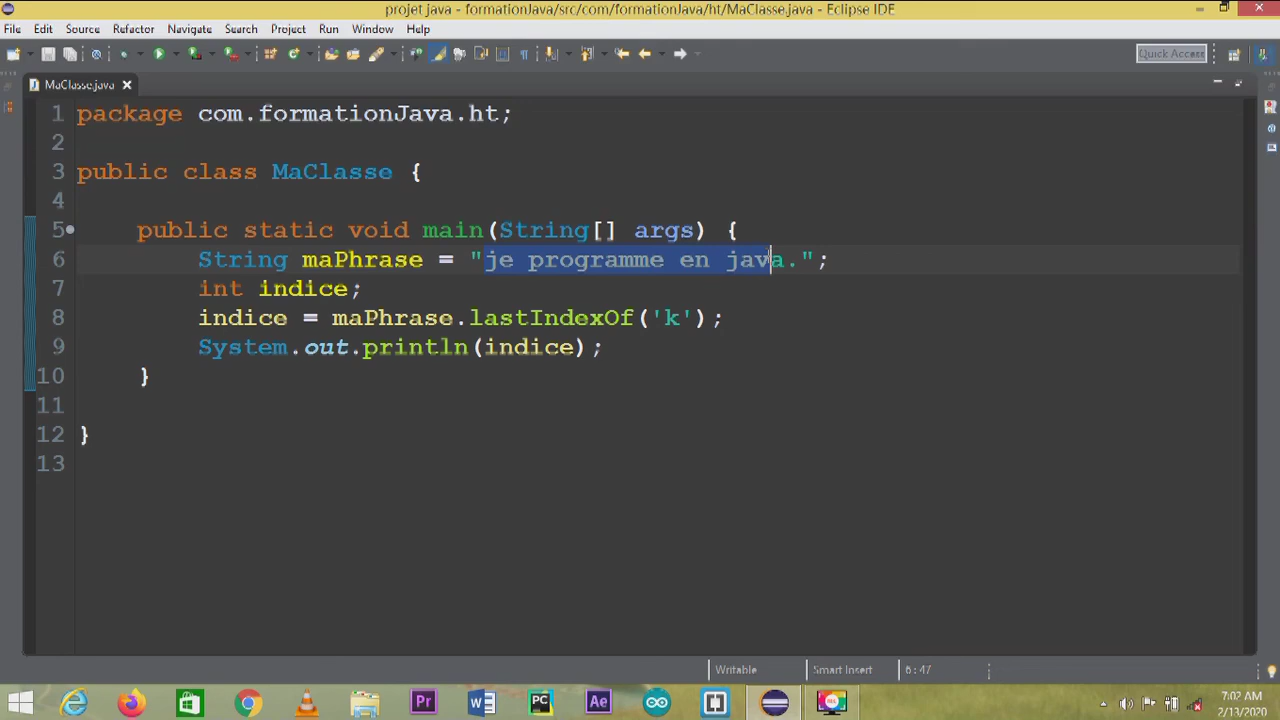 projet java - formationJava/src/com/formationJava/ht/MaClasse.java - Eclipse IDE
File Edit Source Refactor Navigate Search Project Run Window Help
Quick Access
MaClasse.java
1 package com.formationJava.ht;
2
3 public class MaClasse {
4
5 public static void main(String[] args) {
6 String maPhrase = "je programme en java.";
7 int indice;
8 indice = maPhrase.lastIndexOf('k');
9 System.out.println(indice);
10 }
11
12 }
13
Writable Smart Insert 6:47
Pr PC Ae
7:02 AM
2/13/2020